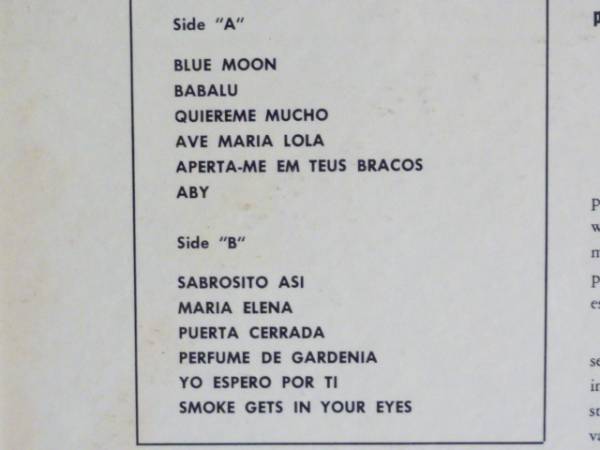 Side "A"
BLUE MOON
BABALU
QUIEREME MUCHO
AVE MARIA LOLA
APERTA-ME EM TEUS BRACOS
ABY
Side "B"
SABROSITO ASI
MARIA ELENA
PUERTA CERRADA
PERFUME DE GARDENIA
YO ESPERO POR TI
SMOKE GETS IN YOUR EYES